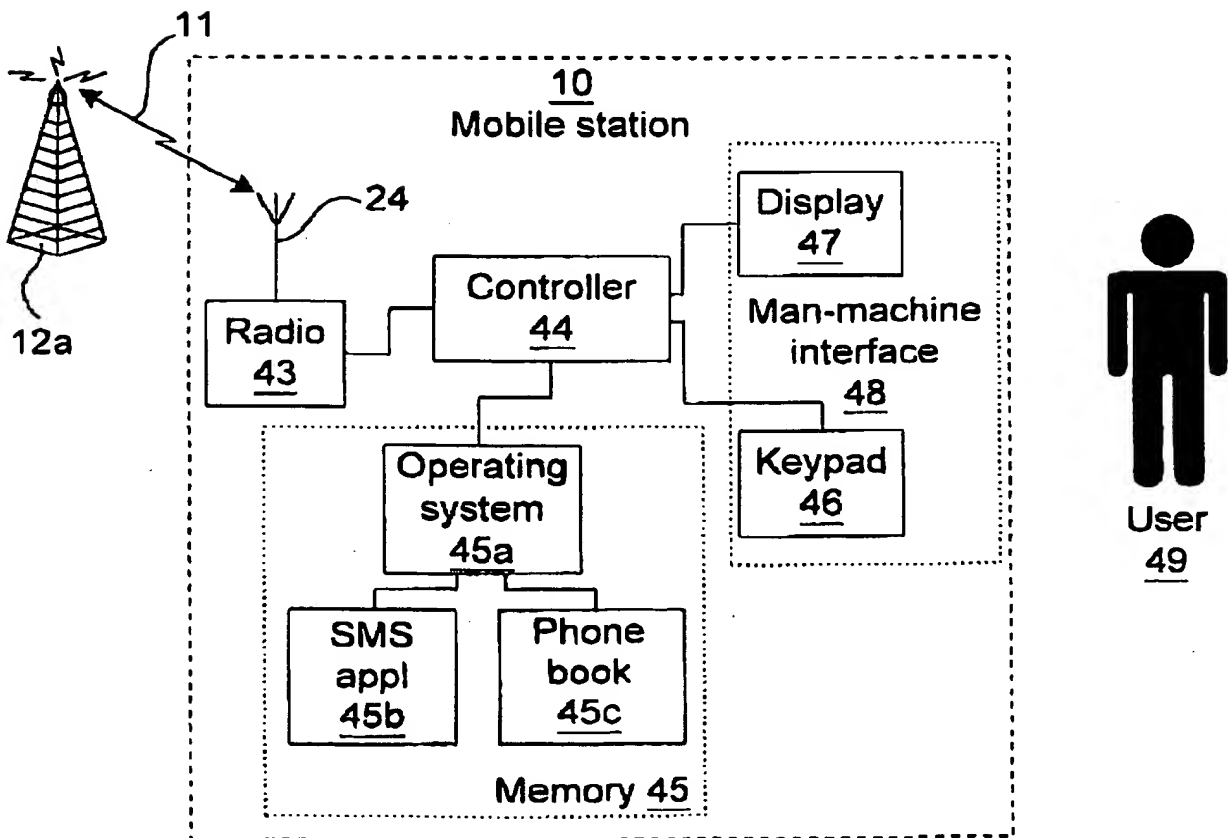 11
10
Mobile station
24
12a
Radio
43
Controller
44
Display
47
Man-machine
interface
48
Keypad
46
User
49
Operating
system
45a
SMS
appl
45b
Phone
book
45c
Memory 45